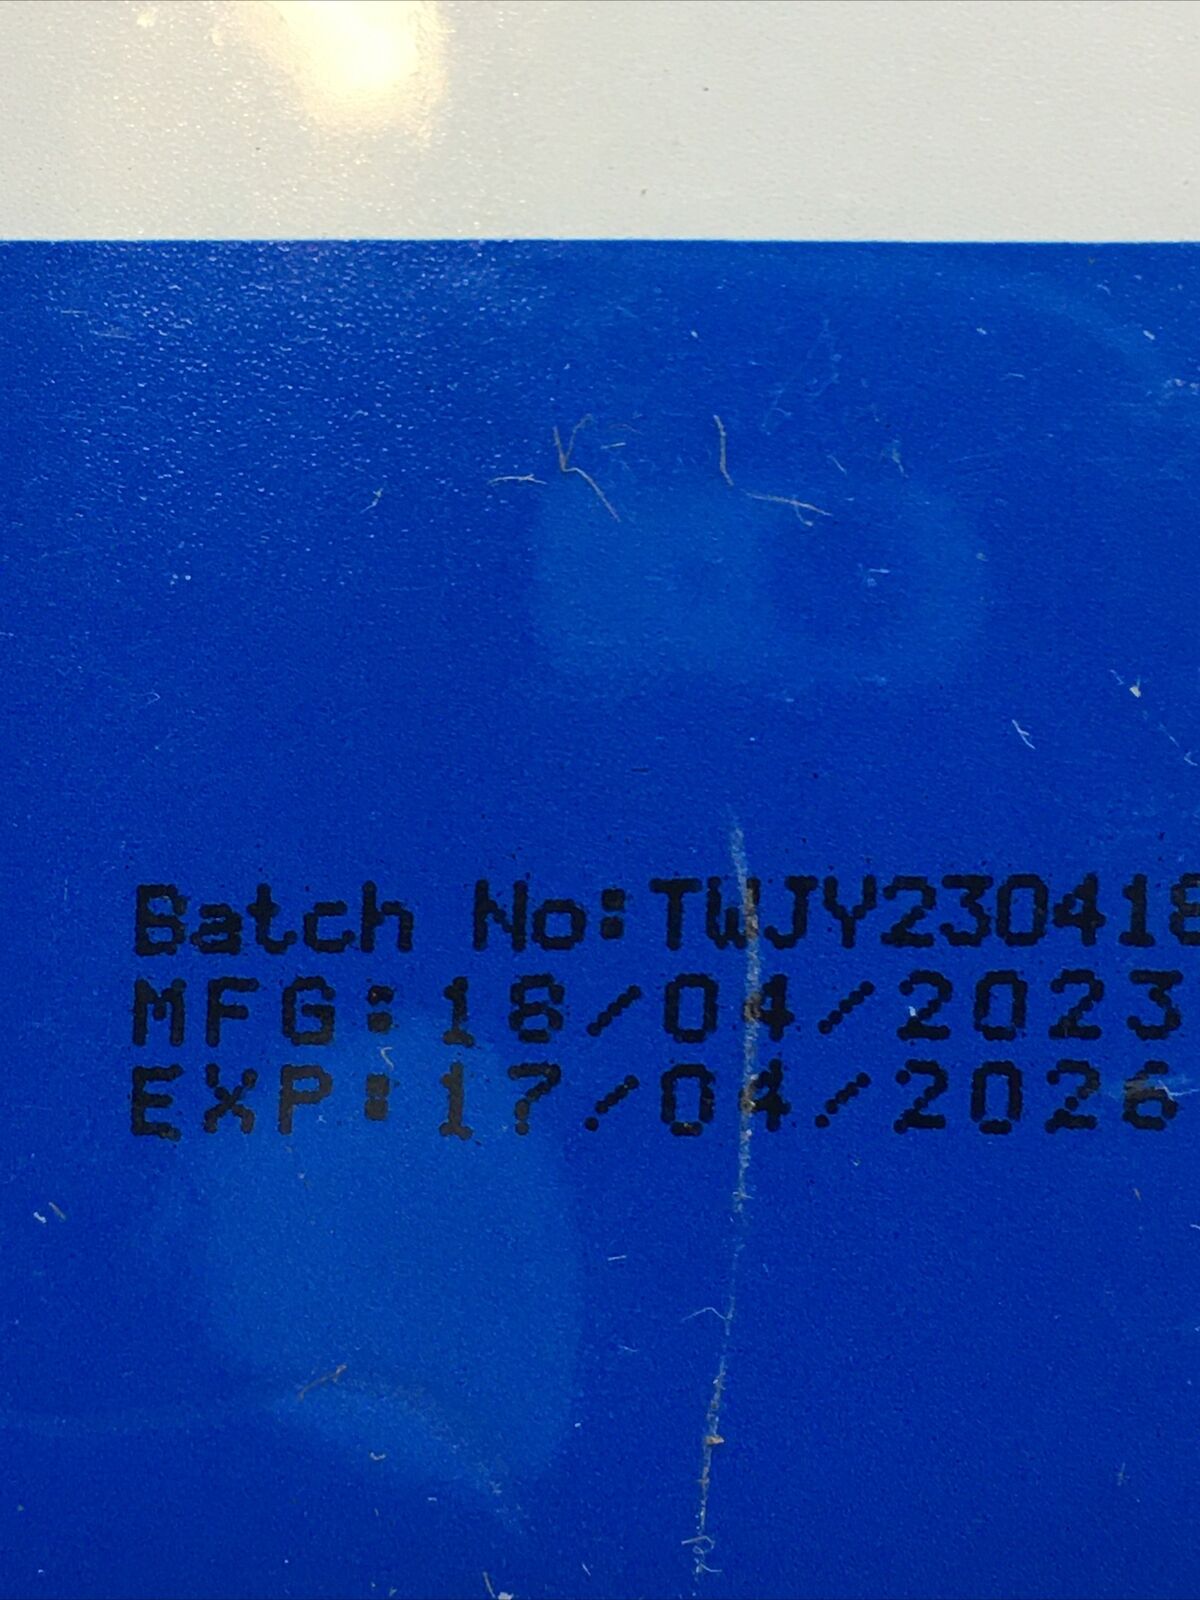 Batch No:TWJY230418
MFG:18/04/2023
EXP:17/04/2026